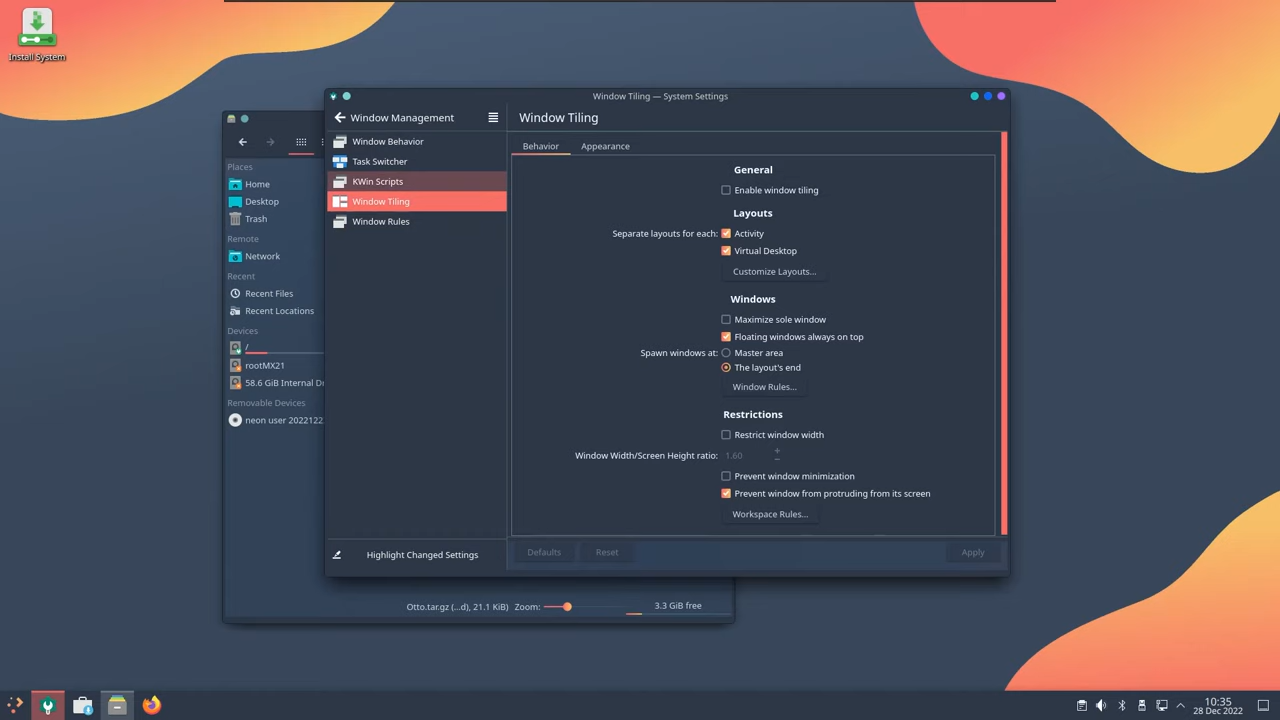 Install System
Window Tiling — System Settings
Window Management
Window Behavior
Task Switcher
KWin Scripts
Window Tiling
Window Rules
Highlight Changed Settings
Window Tiling
Behavior
Appearance
General
Enable window tiling
Layouts
Separate layouts for each:
Activity
Virtual Desktop
Customize Layouts...
Windows
Maximize sole window
Floating windows always on top
Spawn windows at:
Master area
The layout's end
Window Rules...
Restrictions
Restrict window width
Window Width/Screen Height ratio:
1.60
Prevent window minimization
Prevent window from protruding from its screen
Workspace Rules...
Defaults
Reset
Apply
Places
Home
Desktop
Trash
Remote
Network
Recent
Recent Files
Recent Locations
Devices
/
rootMX21
58.6 GiB Internal Dr
Removable Devices
neon user 2022122
Otto.tar.gz (...d), 21.1 KiB)
Zoom:
3.3 GiB free
10:35
28 Dec 2022